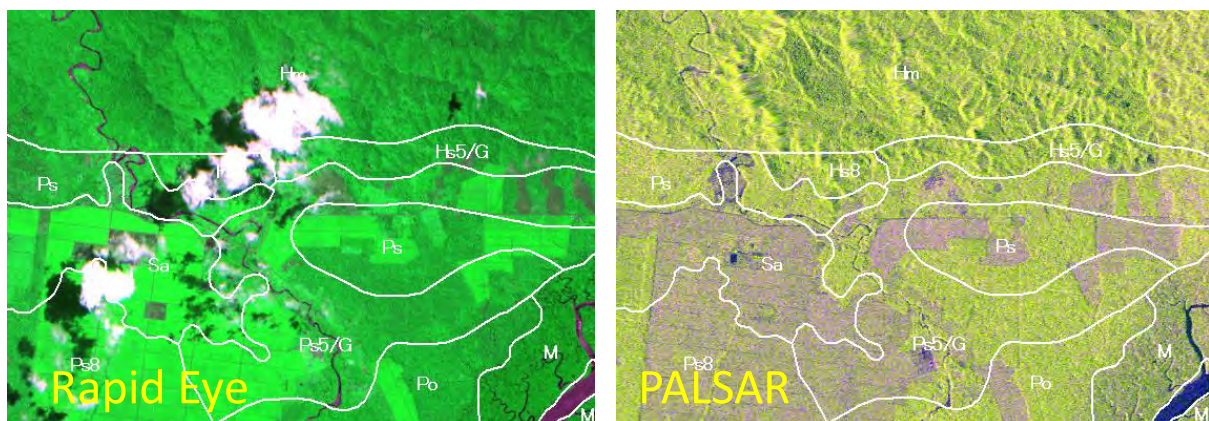 Hm
Hs5/G
Ps
Ps
Sa
Ps5/G
M
Ps8
Po
Rapid Eye
M
Hm
Hs5/G
Hs8
Ps
Ps
Sa
Ps5/G
M
Ps8
Po
PALSAR
M